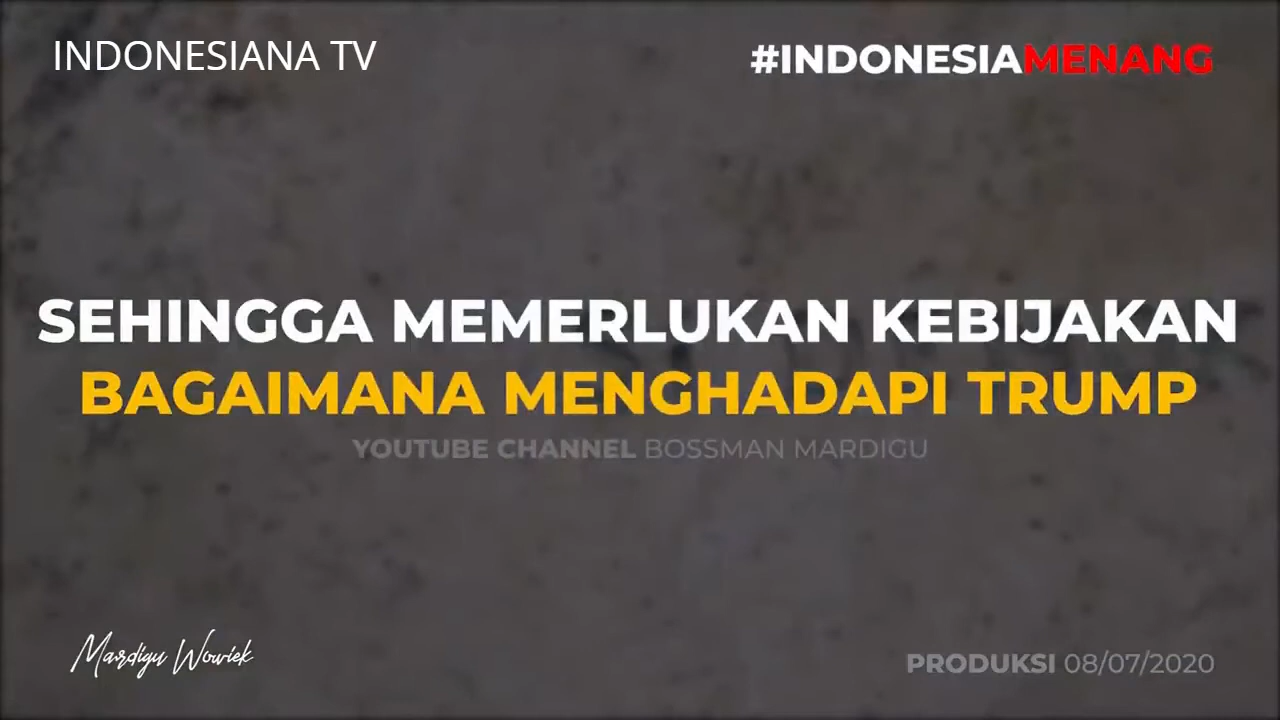 INDONESIANA TV
#INDONESIAMENANG
SEHINGGA MEMERLUKAN KEBIJAKAN
BAGAIMANA MENGHADAPI TRUMP
YOUTUBE CHANNEL BOSSMAN MARDIGU
Mardigu Wowiek
PRODUKSI 08/07/2020